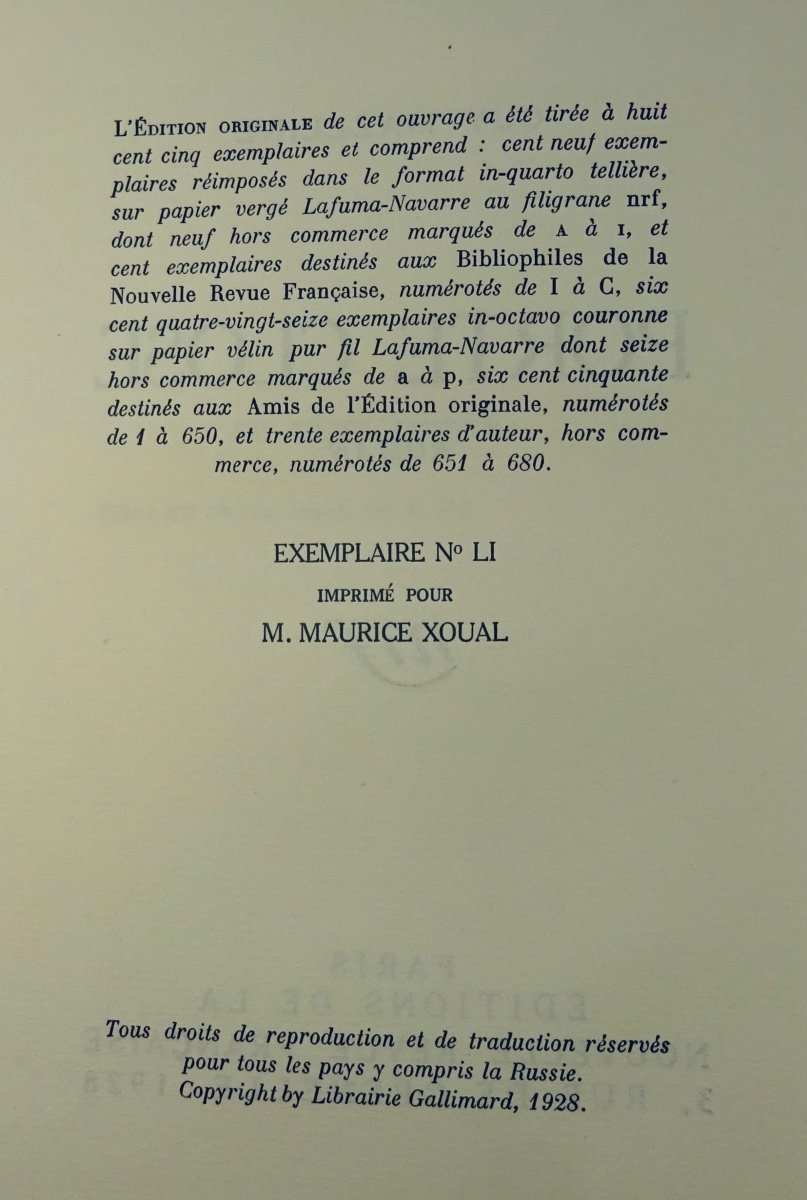 L'ÉDITION ORIGINALE de cet ouvrage a été tirée à huit
cent cinq exemplaires et comprend : cent neuf exem-
plaires réimposés dans le format in-quarto tellière,
sur papier vergé Lafuma-Navarre au filigrane nrf,
dont neuf hors commerce marqués de A à I, et
cent exemplaires destinés aux Bibliophiles de la
Nouvelle Revue Française, numérotés de I à C, six
cent quatre-vingt-seize exemplaires in-octavo couronne
sur papier vélin pur fil Lafuma-Navarre dont seize
hors commerce marqués de a à p, six cent cinquante
destinés aux Amis de l'Édition originale, numérotés
de 1 à 650, et trente exemplaires d'auteur, hors com-
merce, numérotés de 651 à 680.
EXEMPLAIRE No LI
IMPRIMÉ POUR
M. MAURICE XOUAL
PARIS
EDITIONS DE LA
Tous droits de reproduction et de traduction réservés
pour tous les pays y compris la Russie.
Copyright by Librairie Gallimard, 1928.